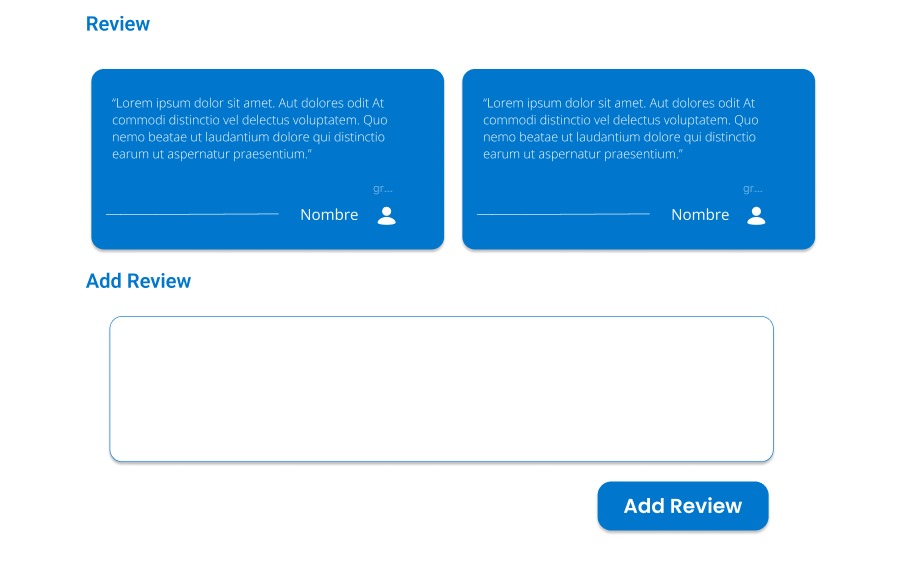 Review
“Lorem ipsum dolor sit amet. Aut dolores odit At
commodi distinctio vel delectus voluptatem. Quo
nemo beatae ut laudantium dolore qui distinctio
earum ut aspernatur praesentium.”
gr...
Nombre
“Lorem ipsum dolor sit amet. Aut dolores odit At
commodi distinctio vel delectus voluptatem. Quo
nemo beatae ut laudantium dolore qui distinctio
earum ut aspernatur praesentium.”
gr...
Nombre
Add Review
Add Review